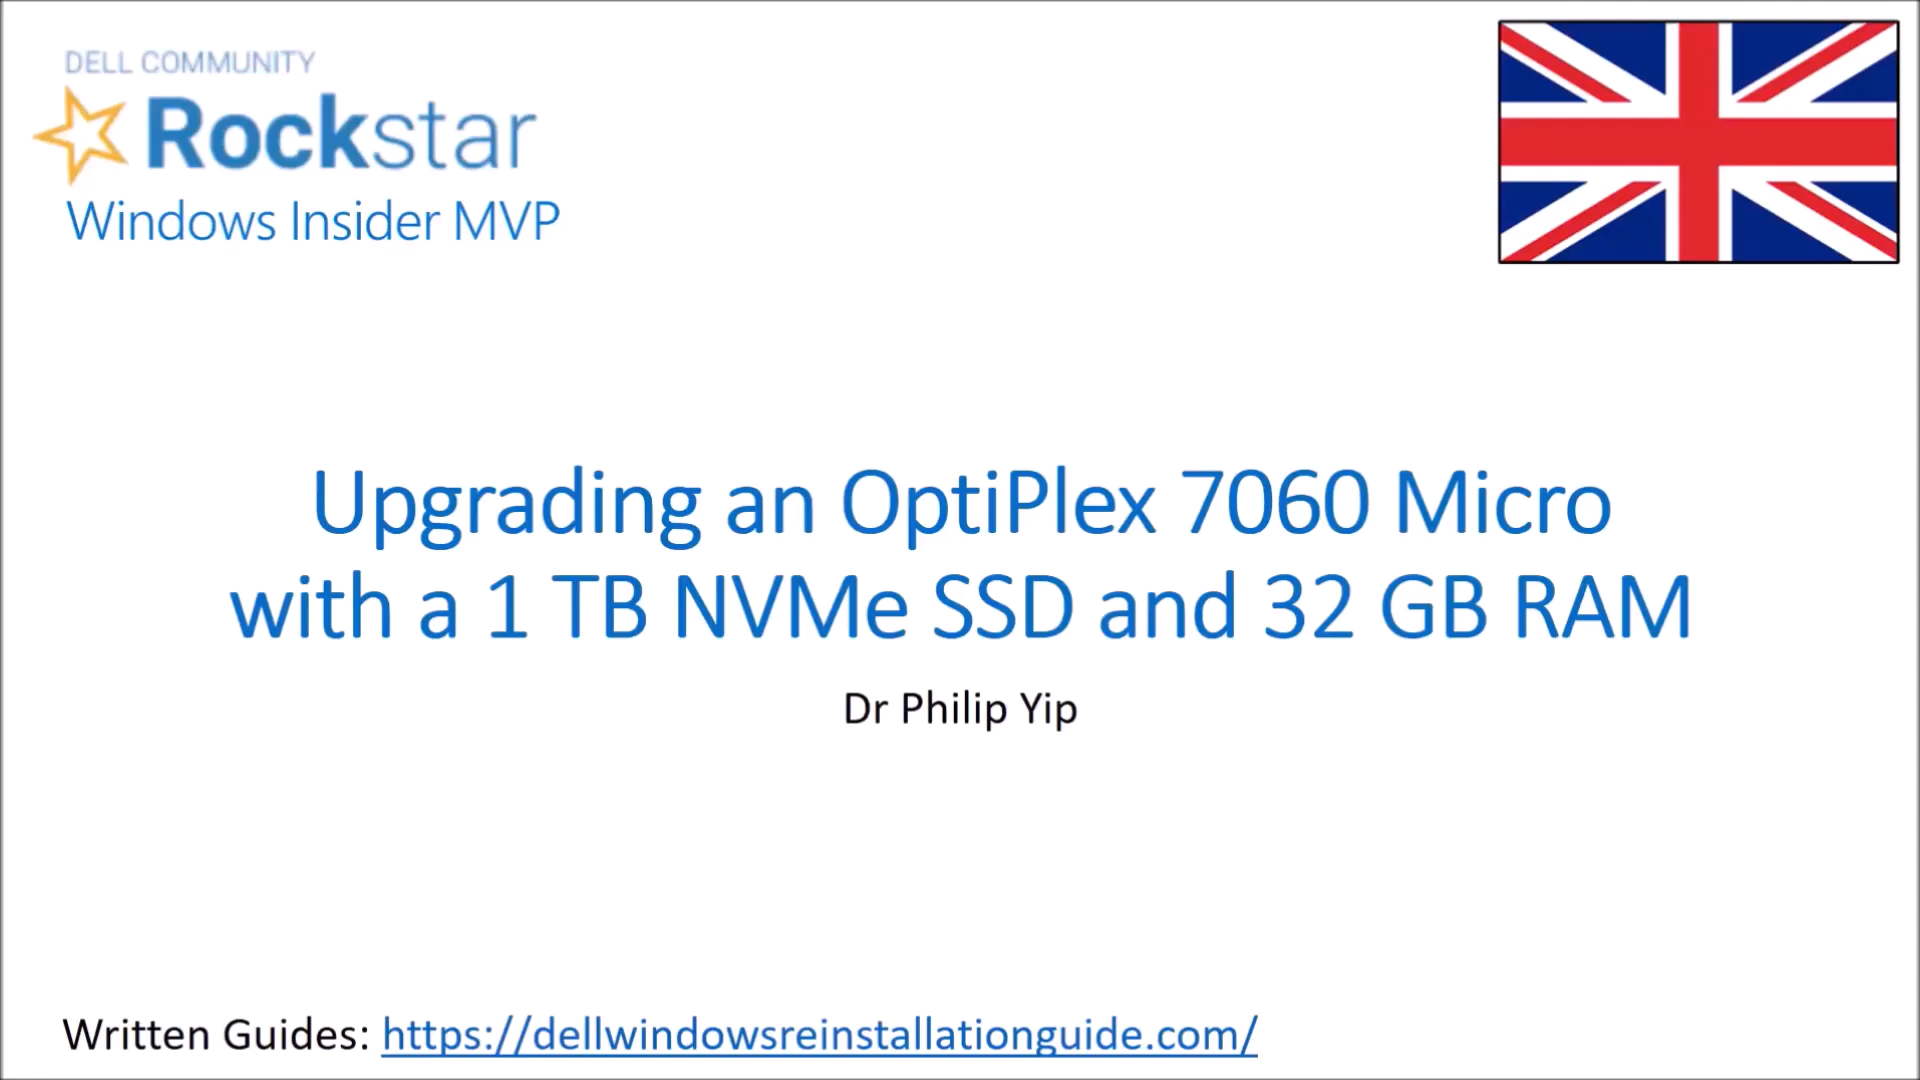 DELL COMMUNITY
Rockstar
Windows Insider MVP
Upgrading an OptiPlex 7060 Micro
with a 1 TB NVMe SSD and 32 GB RAM
Dr Philip Yip
Written Guides: https://dellwindowsreinstallationguide.com/